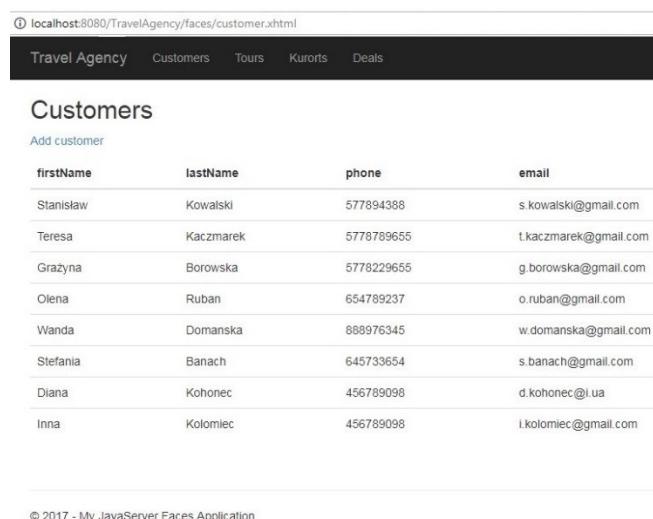 localhost:8080/TravelAgency/faces/customer.xhtml
Travel Agency Customers Tours Kurorts Deals
Customers
Add customer
firstName lastName phone email
Stanisław Kowalski 577894388 s.kowalski@gmail.com
Teresa Kaczmarek 5778789655 t.kaczmarek@gmail.com
Grażyna Borowska 5778229655 g.borowska@gmail.com
Olena Ruban 654789237 o.ruban@gmail.com
Wanda Domanska 888976345 w.domanska@gmail.com
Stefania Banach 645733654 s.banach@gmail.com
Diana Kohonec 456789098 d.kohonec@i.ua
Inna Kolomiec 456789098 i.kolomiec@gmail.com
© 2017 - My JavaServer Faces Application